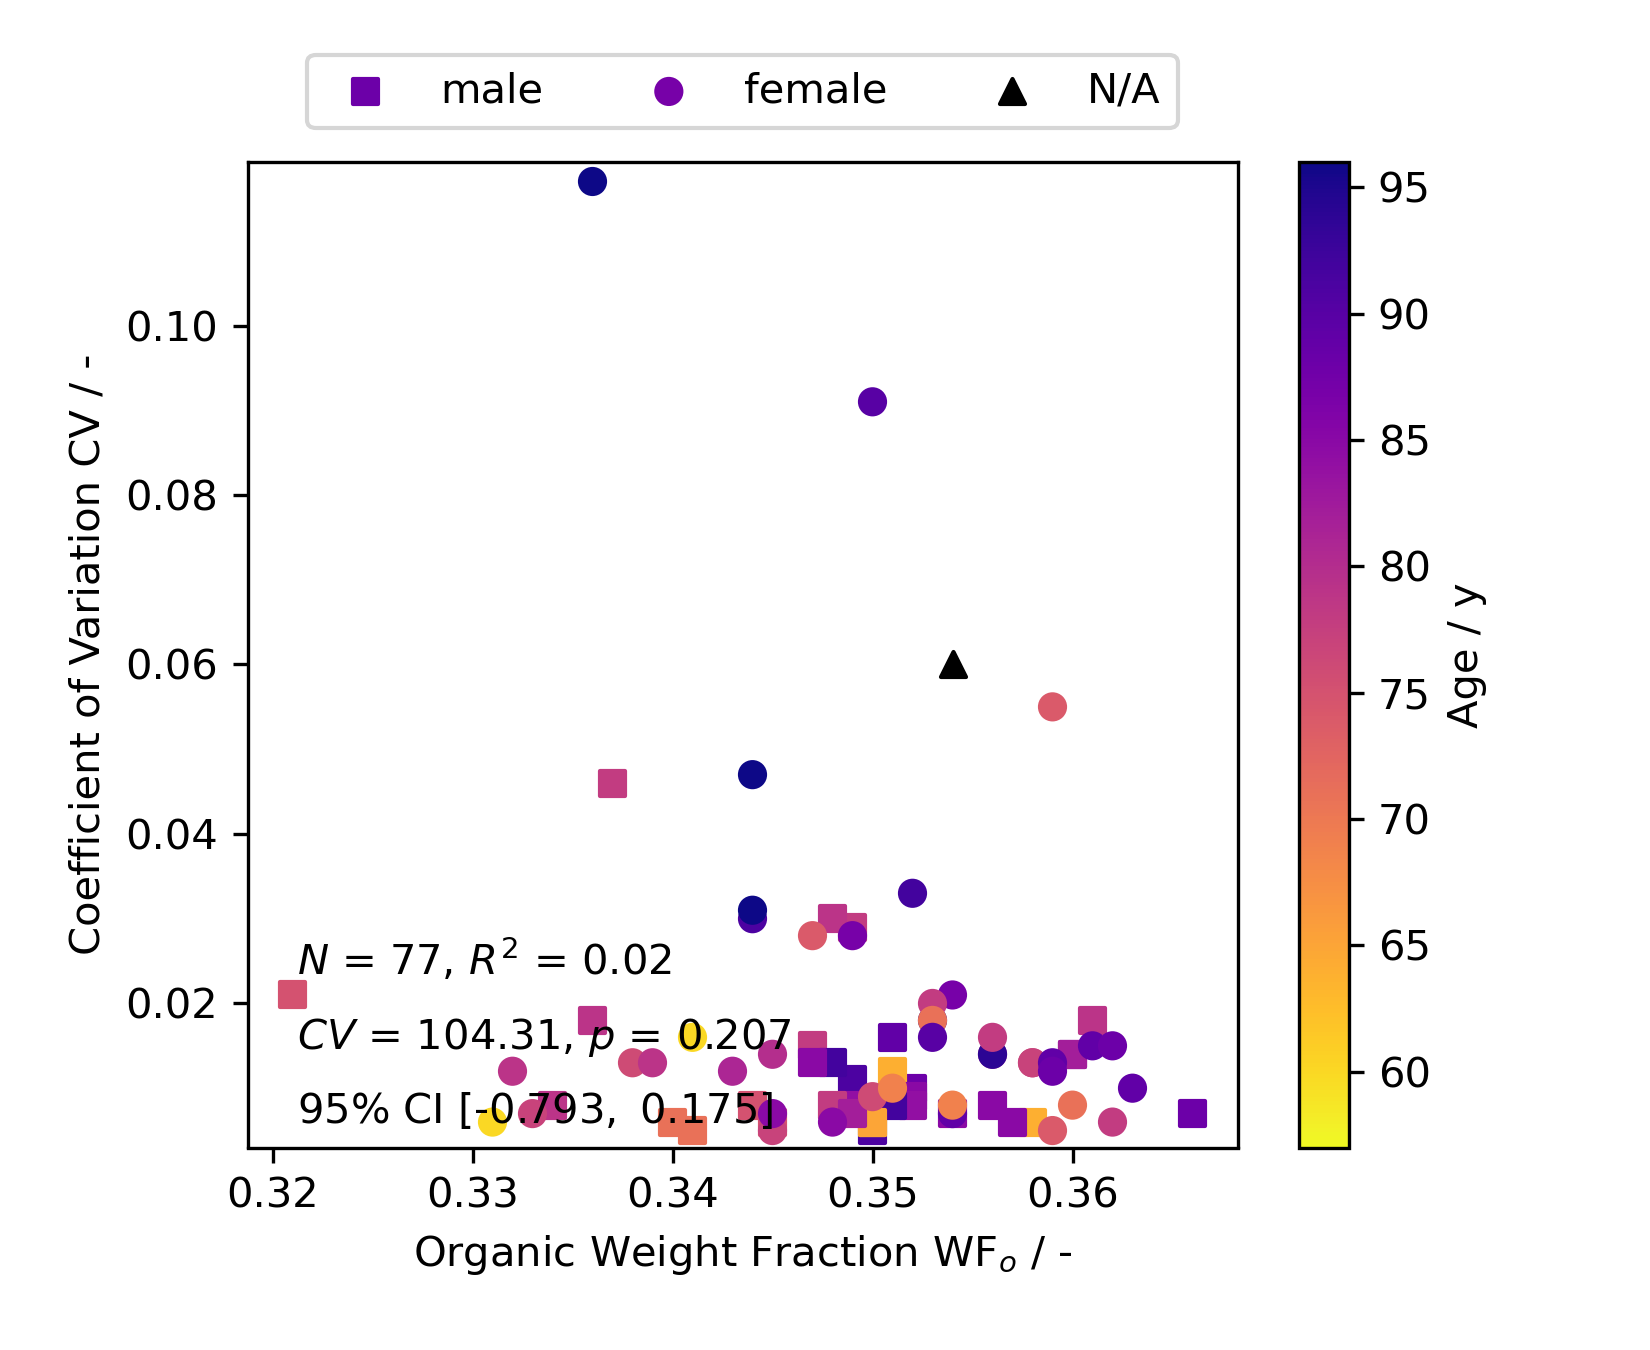 male female N/A
0.10
0.08
0.06
0.04
0.02
Coefficient of Variation CV / -
N = 77, R² = 0.02
CV = 104.31, p = 0.207
95% CI [-0.793, 0.175]
0.32 0.33 0.34 0.35 0.36
Organic Weight Fraction WFₒ / -
95
90
85
80
75
70
65
60
Age / y